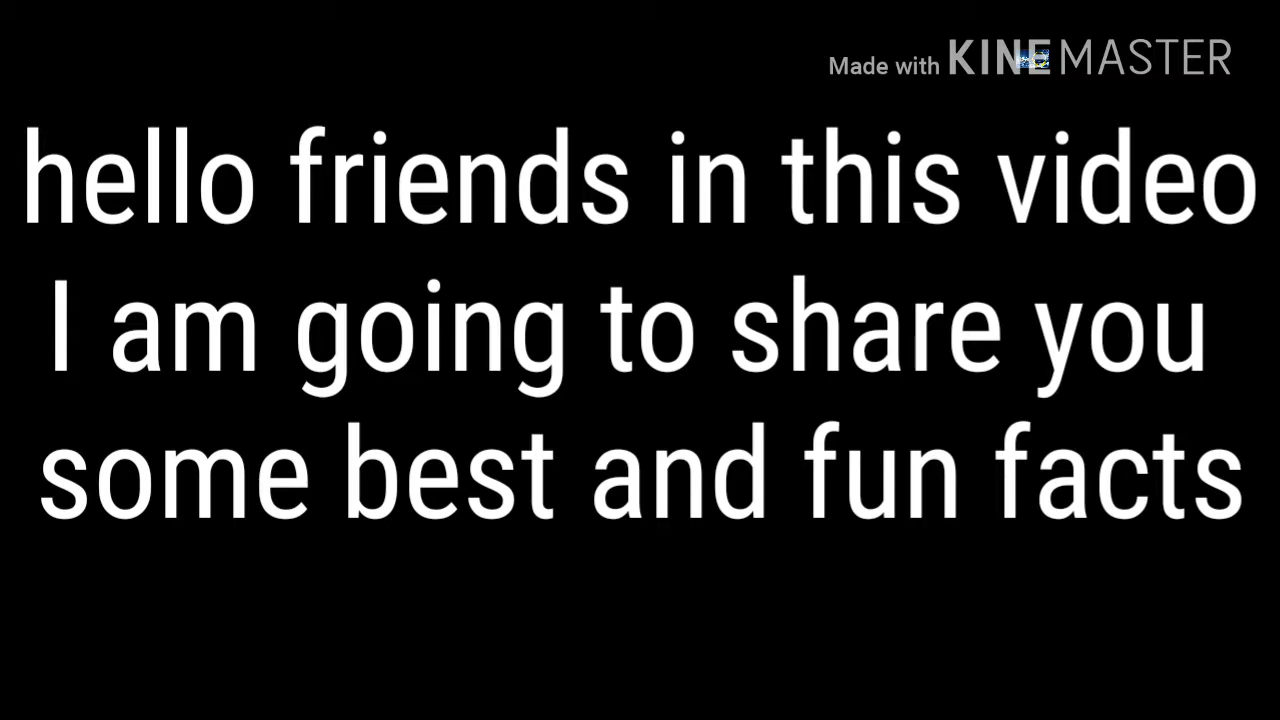 Made with KINEMASTER
hello friends in this video
I am going to share you
some best and fun facts